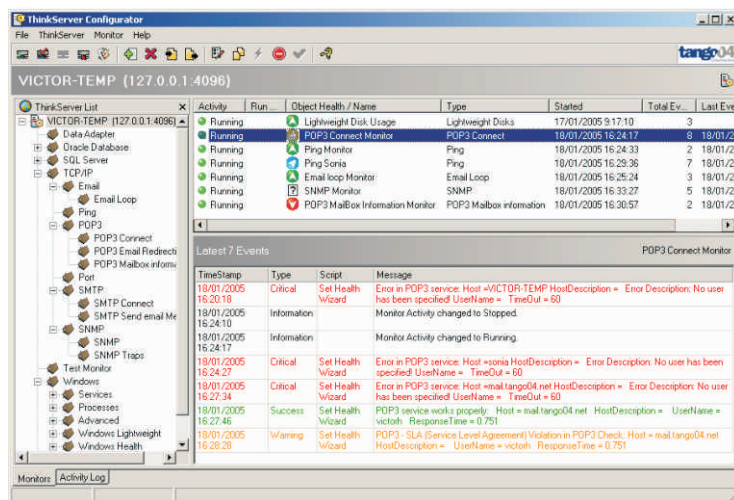 ThinkServer Configurator
File ThinkServer Monitor Help
tango04
VICTOR-TEMP (127.0.0.1:4096)
ThinkServer List
VICTOR-TEMP (127.0.0.1:4096)
Data Adapter
Oracle Database
SQL Server
TCP/IP
Email
Email Loop
Ping
POP3
POP3 Connect
POP3 Email Redirecti
POP3 Mailbox informa
Port
SMTP
SMTP Connect
SMTP Send email Me
SNMP
SNMP
SNMP Traps
Test Monitor
Windows
Services
Processes
Advanced
Windows Lightweight
Windows Health
Activity Run ... Object Health / Name Type Started Total Ev... Last Eve
Running Lightweight Disk Usage Lightweight Disks 17/01/2005 9:17:10 3
Running POP3 Connect Monitor POP3 Connect 18/01/2005 16:24:17 8 18/01/2
Running Ping Monitor Ping 18/01/2005 16:24:33 2 18/01/2
Running Ping Sonia Ping 18/01/2005 16:29:36 7 18/01/2
Running Email loop Monitor Email Loop 18/01/2005 16:25:24 3 18/01/2
Running SNMP Monitor SNMP 18/01/2005 16:33:27 5 18/01/2
Running POP3 MailBox Information Monitor POP3 Mailbox information 18/01/2005 16:30:57 2 18/01/2
Latest 7 Events POP3 Connect Monitor
TimeStamp Type Script Message
18/01/2005 Critical Set Health Error in POP3 service: Host =VICTOR-TEMP HostDescription = Error Description: No user
16:20:18 Wizard has been specified! UserName = TimeOut = 60
18/01/2005 Information Monitor Activity changed to Stopped.
16:24:10
18/01/2005 Information Monitor Activity changed to Running.
16:24:17
18/01/2005 Critical Set Health Error in POP3 service: Host =sonia HostDescription = Error Description: No user has been
16:24:27 Wizard specified! UserName = TimeOut = 60
18/01/2005 Critical Set Health Error in POP3 service: Host =mail.tango04.net HostDescription = Error Description: No user
16:27:34 Wizard has been specified! UserName = TimeOut = 60
18/01/2005 Success Set Health POP3 service works properly: Host = mail.tango04.net HostDescription = UserName =
16:27:46 Wizard victorh ResponseTime = 0.751
18/01/2005 Warning Set Health POP3 - SLA (Service Level Agreement) Violation in POP3 Check: Host = mail.tango04.net
16:28:28 Wizard HostDescription = UserName = victorh ResponseTime = 0.751
Monitors Activity Log